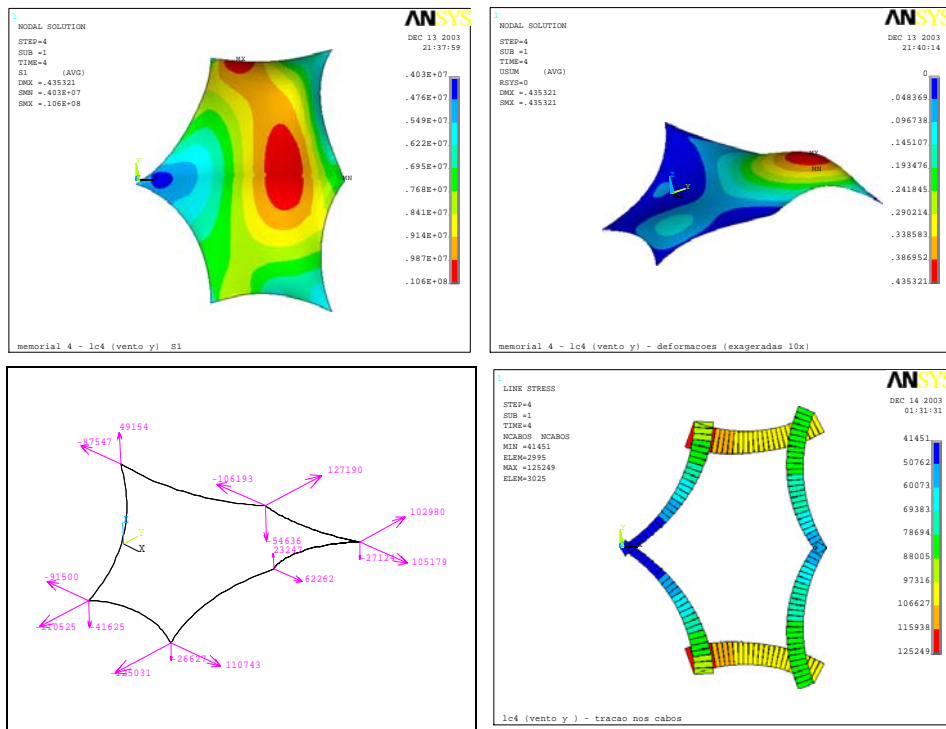 1
NODAL SOLUTION
STEP=4
SUB =1
TIME=4
S1 (AVG)
DMX =.435321
SMN =.403E+07
SMX =.106E+08
ANSYS
DEC 13 2003
21:37:59
.403E+07
.476E+07
.549E+07
.622E+07
.695E+07
.768E+07
.841E+07
.914E+07
.987E+07
.106E+08
MX
MN
Y
memorial 4 - lc4 (vento y) S1
1
NODAL SOLUTION
STEP=4
SUB =1
TIME=4
USUM (AVG)
RSYS=0
DMX =.435321
SMX =.435321
ANSYS
DEC 13 2003
21:40:14
0
.048369
.096738
.145107
.193476
.241845
.290214
.338583
.386952
.435321
MX
MN
Z
Y
memorial 4 - lc4 (vento y) - deformacoes (exageradas 10x)
49154
-87547
-106193
127190
102980
-54636
23247
105179
62262
Z
Y
X
-91500
-41625
-26627
110743
1
LINE STRESS
STEP=4
SUB =1
TIME=4
NCABOS NCABOS
MIN =41451
ELEM=2995
MAX =125249
ELEM=3025
ANSYS
DEC 14 2003
01:31:31
41451
50762
60073
69383
78694
88005
97316
106627
115938
125249
Y
lc4 (vento y ) - tracao nos cabos